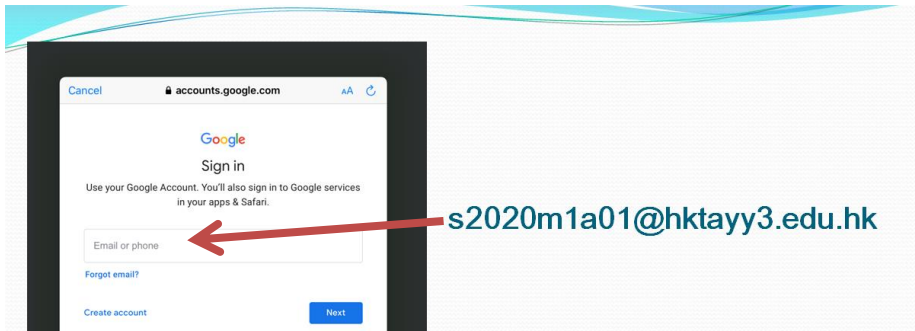 Cancel accounts.google.com AA
Google
Sign in
Use your Google Account. You'll also sign in to Google services
in your apps & Safari.
Email or phone
s2020m1a01@hktayy3.edu.hk
Forgot email?
Create account Next